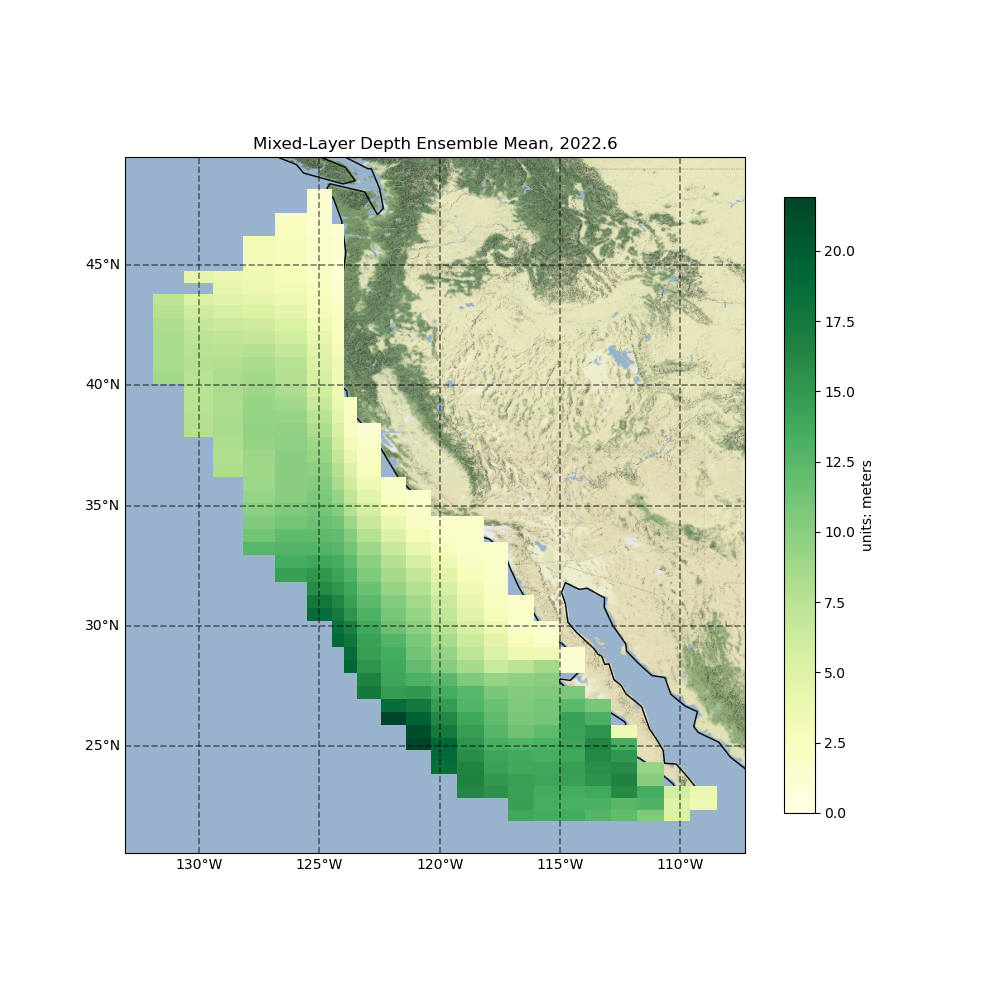 Mixed-Layer Depth Ensemble Mean, 2022.6
45°N
40°N
35°N
30°N
25°N
130°W
125°W
120°W
115°W
110°W
20.0
17.5
15.0
12.5
10.0
7.5
5.0
2.5
0.0
units: meters